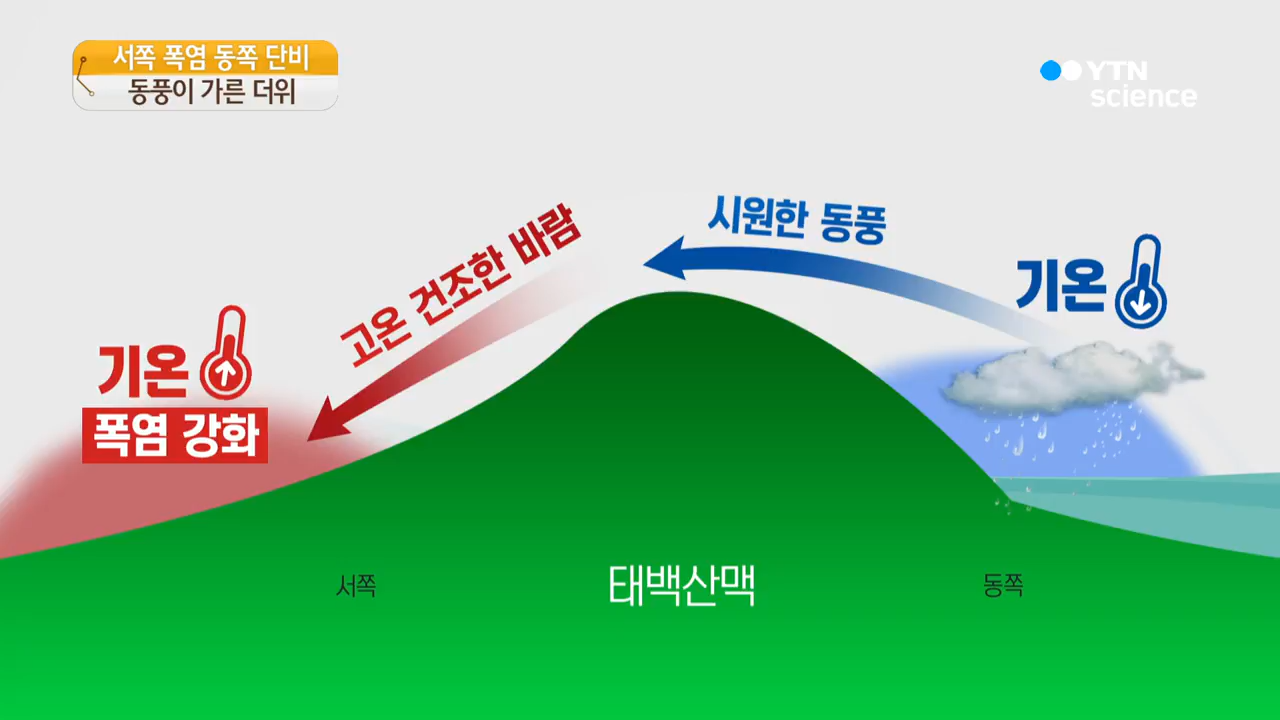 서쪽 폭염 동쪽 단비
동풍이 가른 더위
YTN
science
시원한 동풍
고온 건조한 바람
기온
기온
폭염 강화
서쪽
태백산맥
동쪽